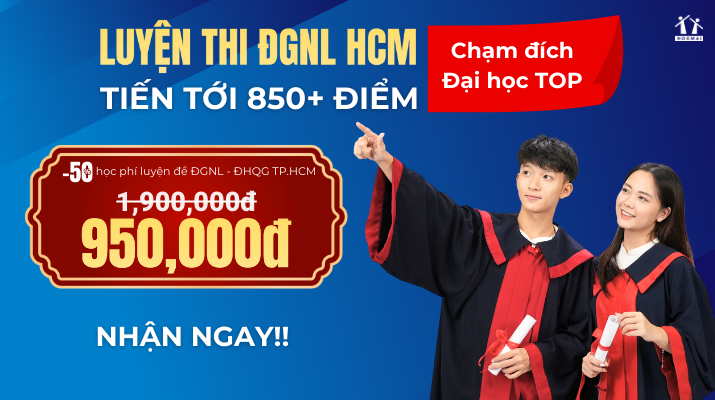 LUYỆN THI ĐGNL HCM
TIẾN TỚI 850+ ĐIỂM
Chạm đích
Đại học TOP
HOCMAI
-50% học phí luyện đề ĐGNL - ĐHQG TP.HCM
1,900,000đ
950,000đ
NHẬN NGAY!!